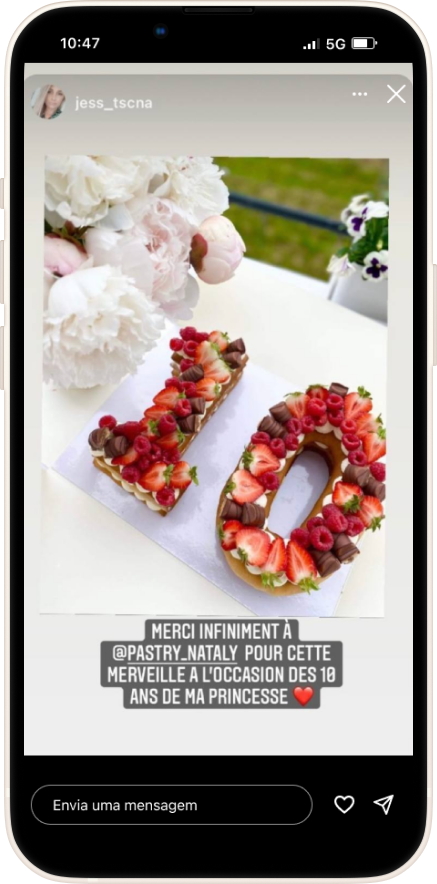 10:47
5G
jess_tscna
MERCI INFINIMENT À
@PASTRY_NATALY POUR CETTE
MERVEILLE A L'OCCASION DES 10
ANS DE MA PRINCESSE ❤️
Envia uma mensagem